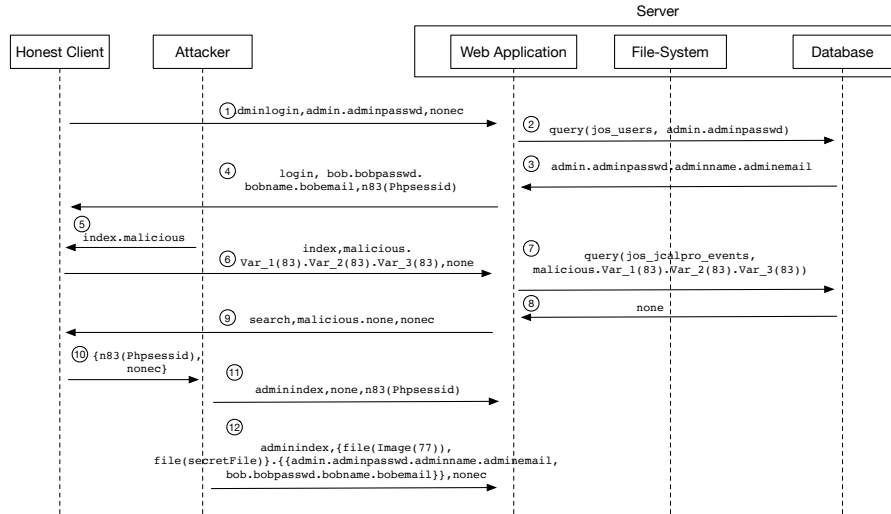 Server
Honest Client
Attacker
Web Application
File-System
Database
1
dminlogin,admin.adminpasswd,nonec
2
query(jos_users, admin.adminpasswd)
3
admin.adminpasswd,adminname.adminemail
4
login, bob.bobpasswd.
bobname.bobemail,n83(Phpsessid)
5
index.malicious
6
index,malicious.
Var_1(83).Var_2(83).Var_3(83),none
7
query(jos_jcalpro_events,
malicious.Var_1(83).Var_2(83).Var_3(83))
8
none
9
search,malicious.none,nonec
10
{n83(Phpsessid),
nonec}
11
adminindex,none,n83(Phpsessid)
12
adminindex,{file(Image(77)),
file(secretFile)}.{{admin.adminpasswd.adminname.adminemail,
bob.bobpasswd.bobname.bobemail}},nonec